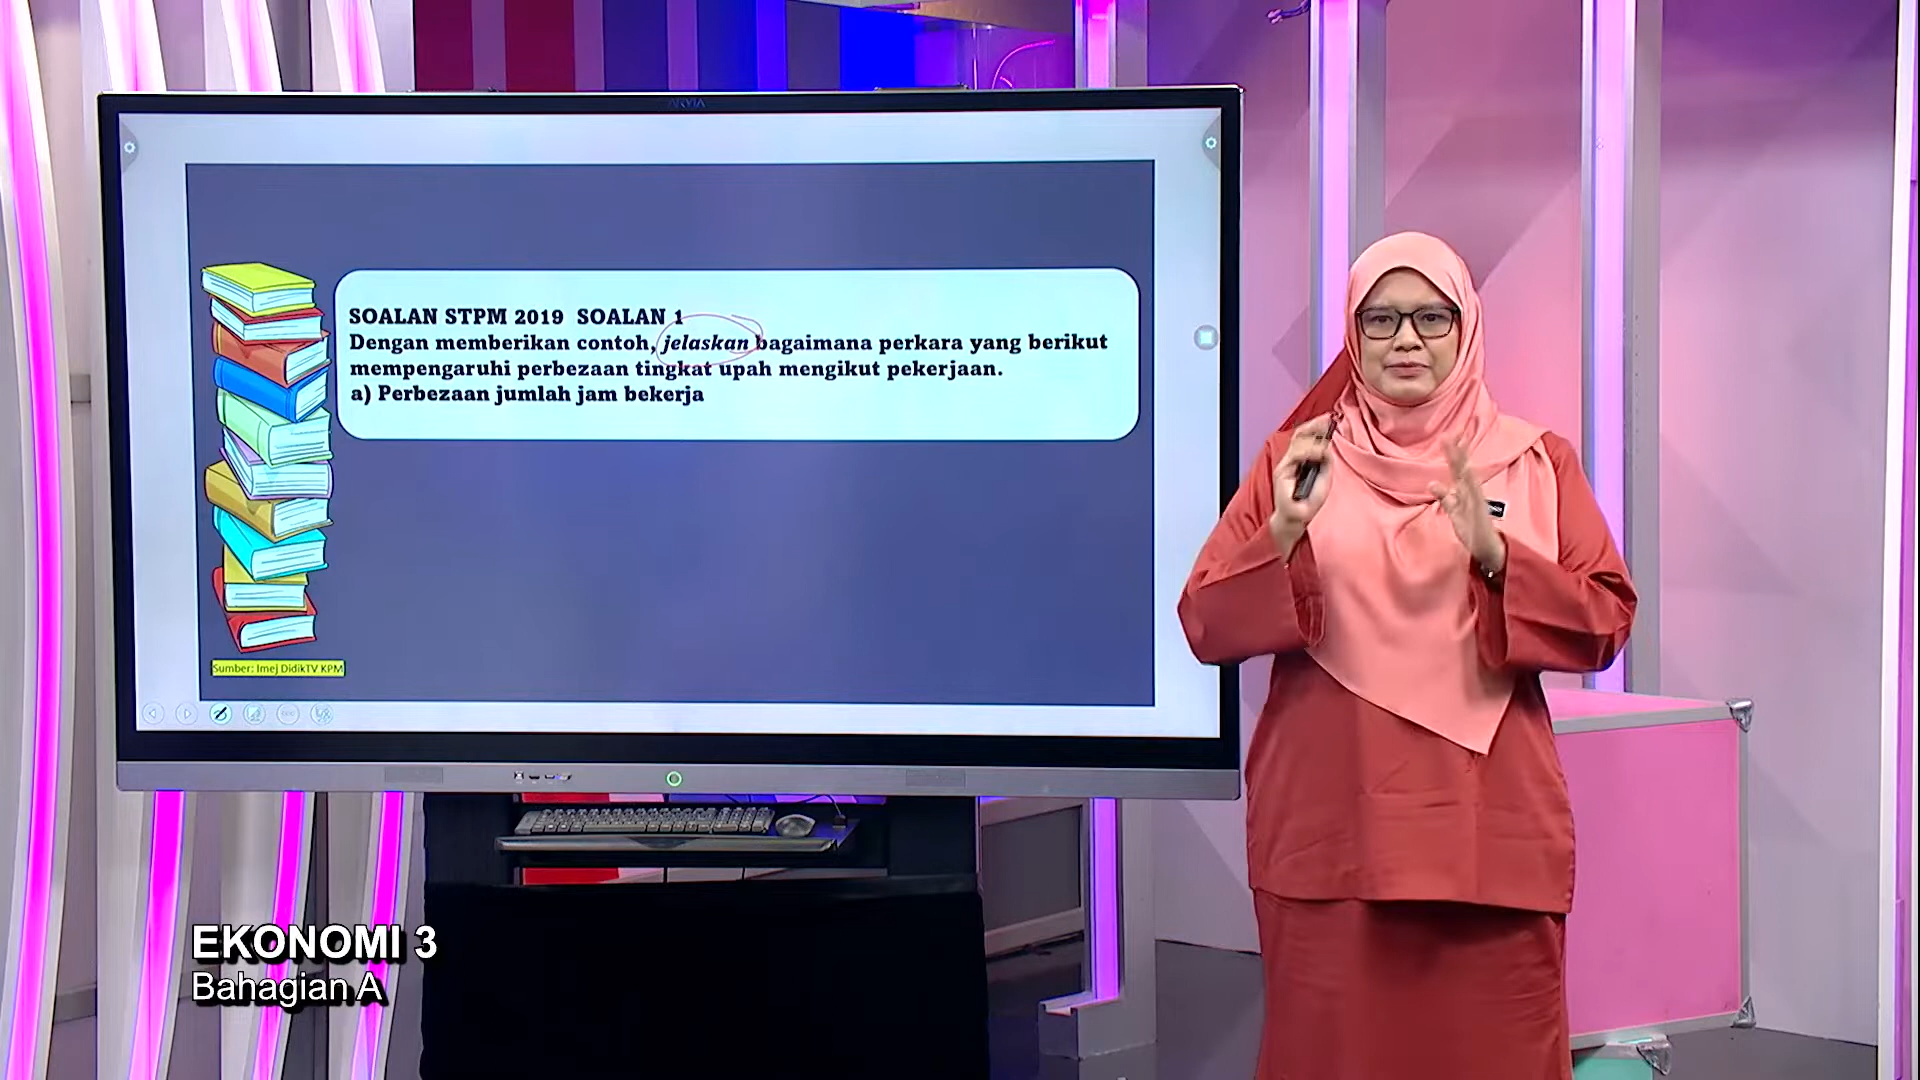 SOALAN STPM 2019 SOALAN 1
Dengan memberikan contoh, jelaskan bagaimana perkara yang berikut
mempengaruhi perbezaan tingkat upah mengikut pekerjaan.
a) Perbezaan jumlah jam bekerja
Sumber: Imej DidikTV KPM
EKONOMI 3
Bahagian A